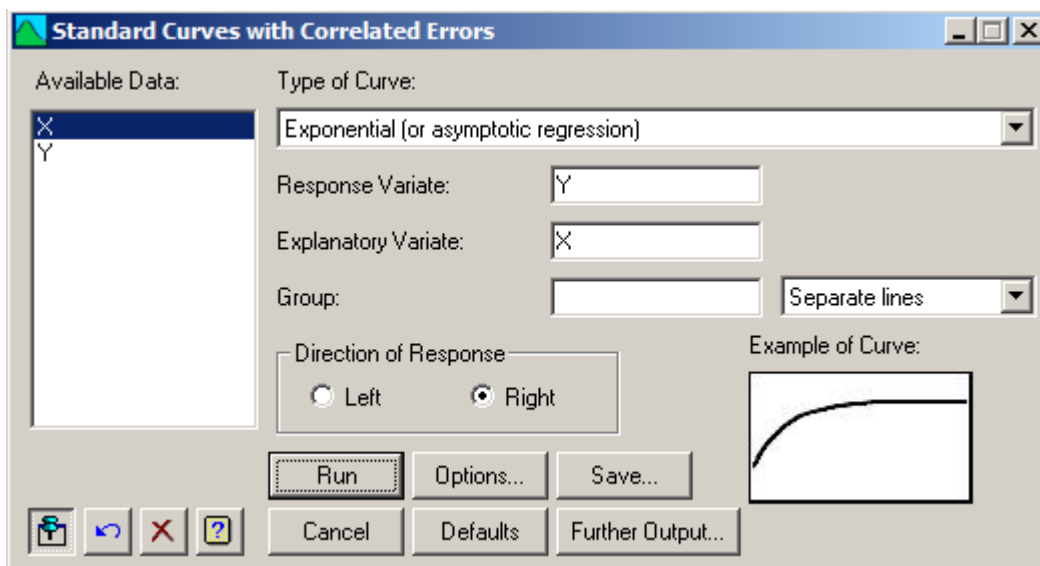 Standard Curves with Correlated Errors
Available Data:
X
Y
Type of Curve:
Exponential (or asymptotic regression)
Response Variate:
Y
Explanatory Variate:
X
Group:
Separate lines
Direction of Response
Left
Right
Example of Curve:
Run
Options...
Save...
Cancel
Defaults
Further Output...
?